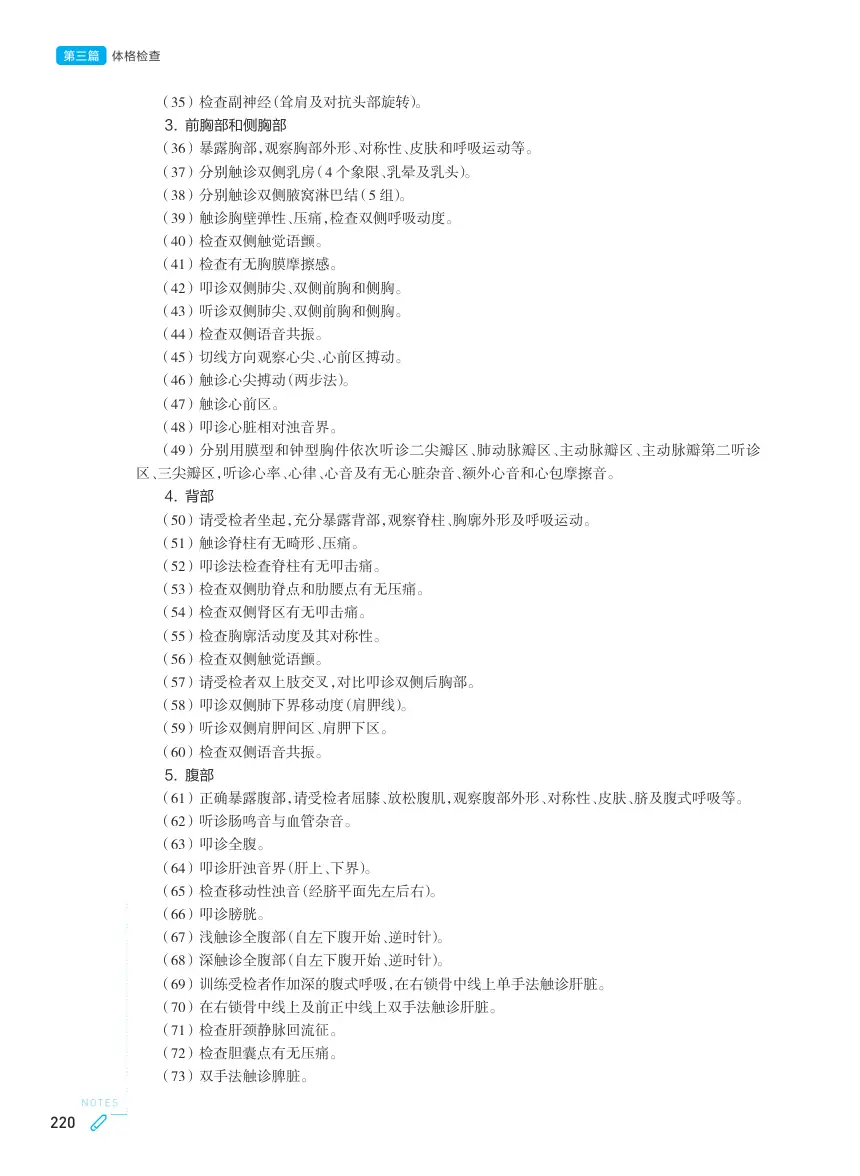 第三篇 体格检查
（35）检查副神经（耸肩及对抗头部旋转）。
3. 前胸部和侧胸部
（36）暴露胸部，观察胸部外形、对称性、皮肤和呼吸运动等。
（37）分别触诊双侧乳房（4 个象限、乳晕及乳头）。
（38）分别触诊双侧腋窝淋巴结（5 组）。
（39）触诊胸壁弹性、压痛，检查双侧呼吸动度。
（40）检查双侧触觉语颤。
（41）检查有无胸膜摩擦感。
（42）叩诊双侧肺尖、双侧前胸和侧胸。
（43）听诊双侧肺尖、双侧前胸和侧胸。
（44）检查双侧语音共振。
（45）切线方向观察心尖、心前区搏动。
（46）触诊心尖搏动（两步法）。
（47）触诊心前区。
（48）叩诊心脏相对浊音界。
（49）分别用膜型和钟型胸件依次听诊二尖瓣区、肺动脉瓣区、主动脉瓣区、主动脉瓣第二听诊
区、三尖瓣区，听诊心率、心律、心音及有无心脏杂音、额外心音和心包摩擦音。
4. 背部
（50）请受检者坐起，充分暴露背部，观察脊柱、胸廓外形及呼吸运动。
（51）触诊脊柱有无畸形、压痛。
（52）叩诊法检查脊柱有无叩击痛。
（53）检查双侧肋脊点和肋腰点有无压痛。
（54）检查双侧肾区有无叩击痛。
（55）检查胸廓活动度及其对称性。
（56）检查双侧触觉语颤。
（57）请受检者双上肢交叉，对比叩诊双侧后胸部。
（58）叩诊双侧肺下界移动度（肩胛线）。
（59）听诊双侧肩胛间区、肩胛下区。
（60）检查双侧语音共振。
5. 腹部
（61）正确暴露腹部，请受检者屈膝、放松腹肌，观察腹部外形、对称性、皮肤、脐及腹式呼吸等。
（62）听诊肠鸣音与血管杂音。
（63）叩诊全腹。
（64）叩诊肝浊音界（肝上、下界）。
（65）检查移动性浊音（经脐平面先左后右）。
（66）叩诊膀胱。
（67）浅触诊全腹部（自左下腹开始、逆时针）。
（68）深触诊全腹部（自左下腹开始、逆时针）。
（69）训练受检者作加深的腹式呼吸，在右锁骨中线上单手法触诊肝脏。
（70）在右锁骨中线上及前正中线上双手法触诊肝脏。
（71）检查肝颈静脉回流征。
（72）检查胆囊点有无压痛。
（73）双手法触诊脾脏。
NOTES
220